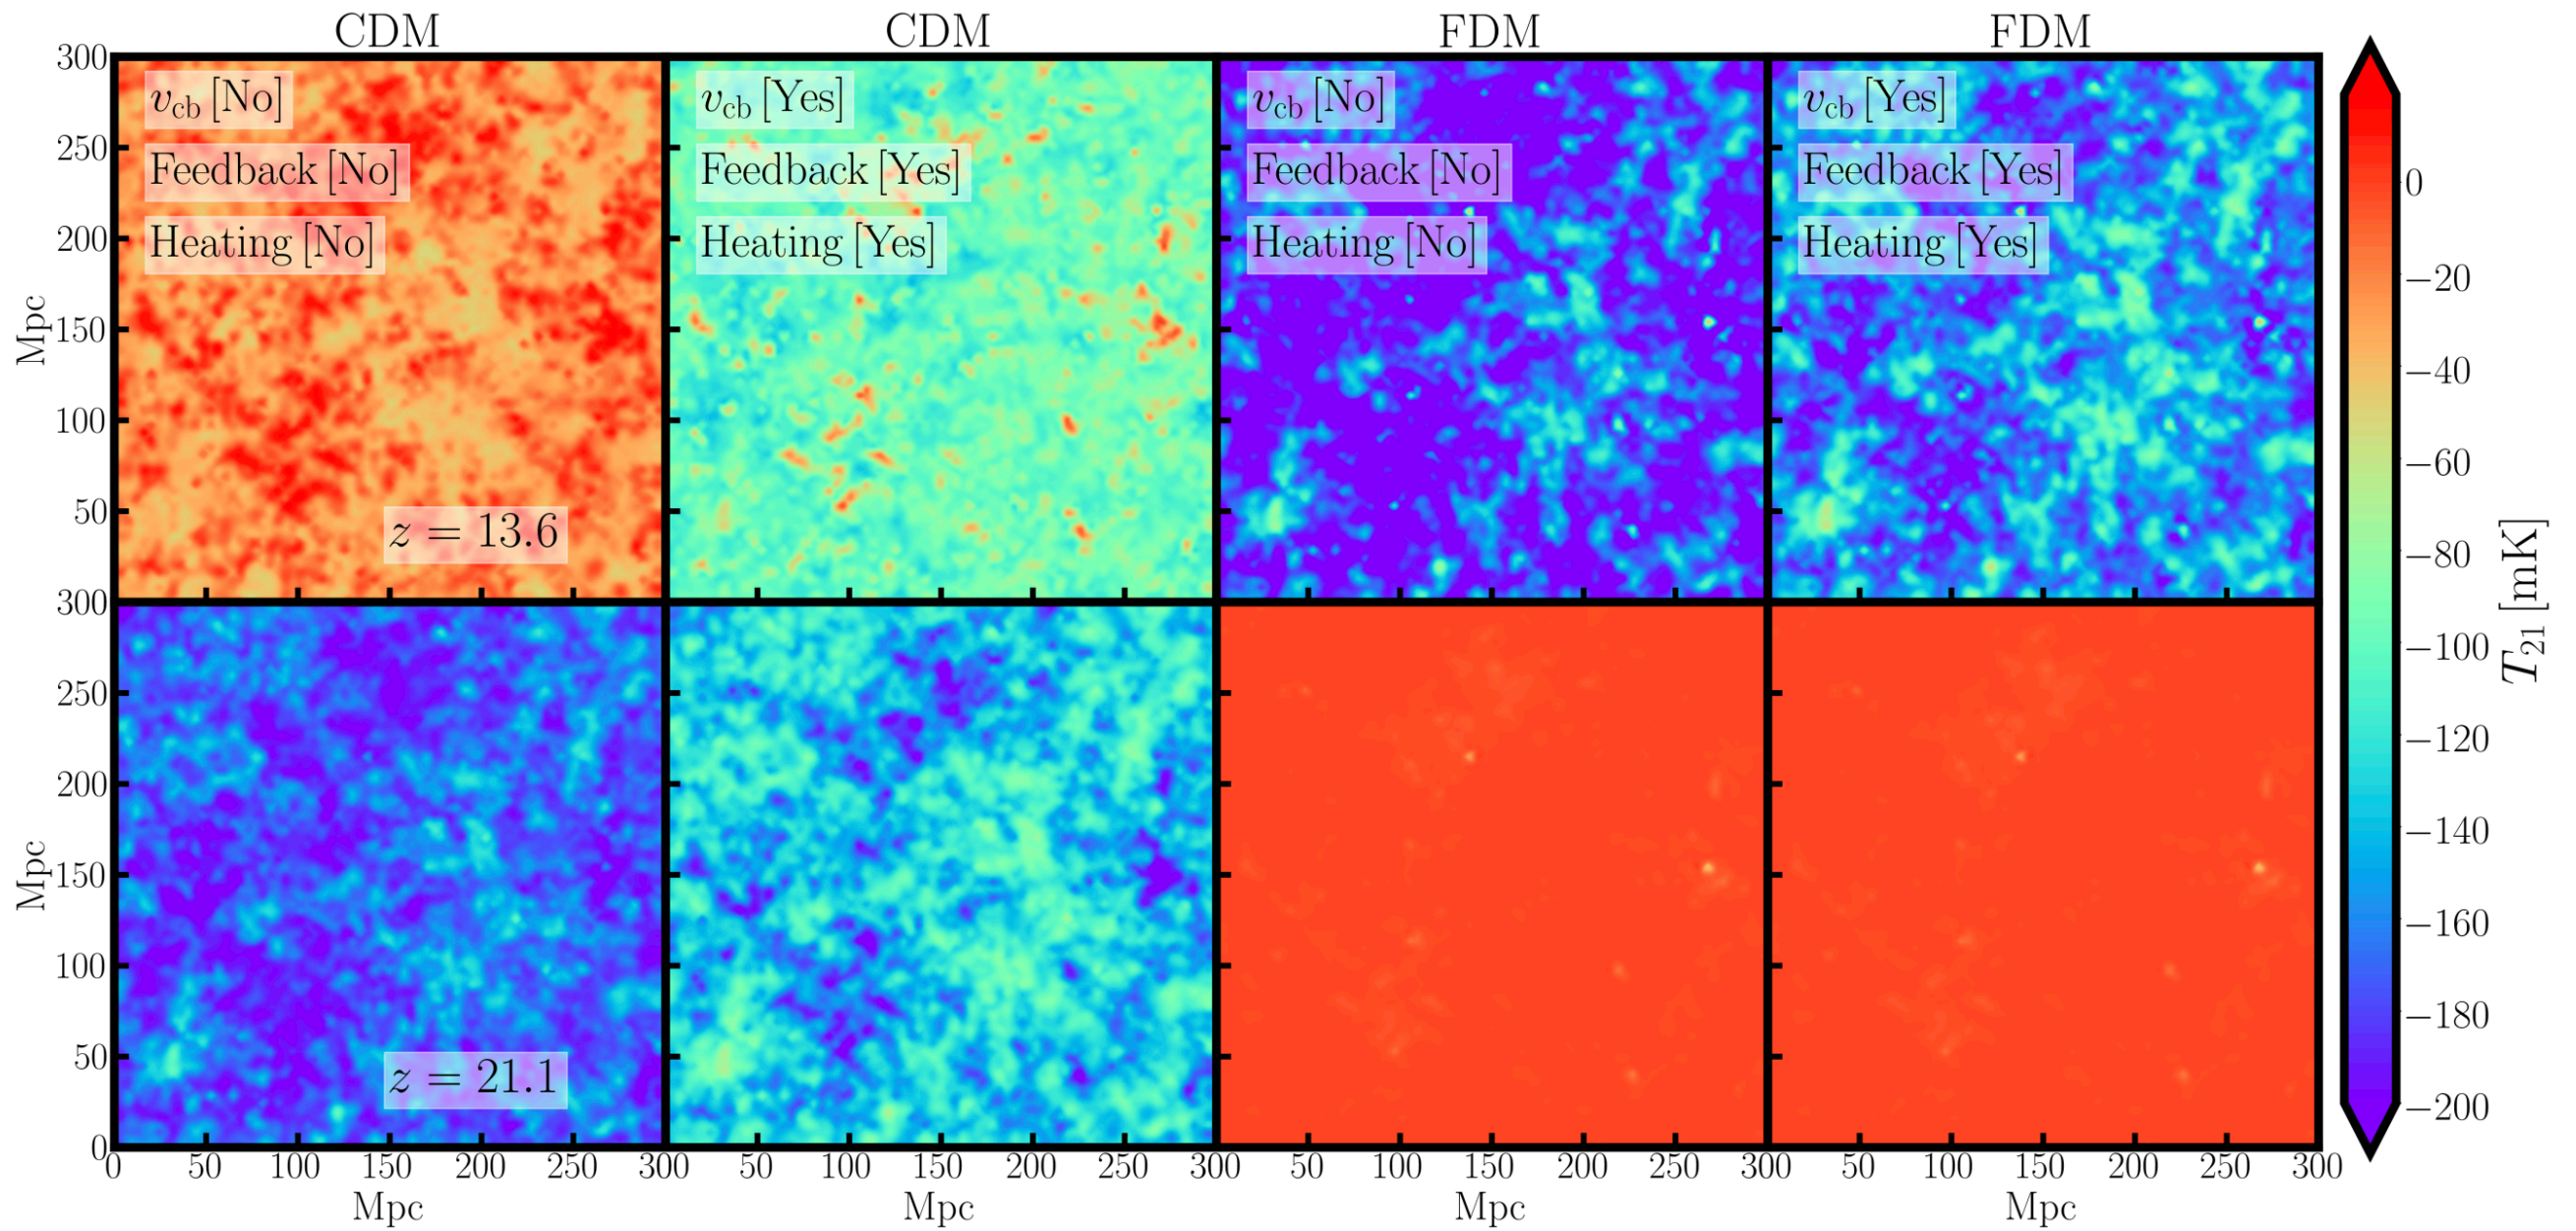 CDM CDM FDM FDM
300
v_cb [No] v_cb [Yes] v_cb [No] v_cb [Yes]
250
Feedback [No] Feedback [Yes] Feedback [No] Feedback [Yes]
Heating [No] Heating [Yes] Heating [No] Heating [Yes]
200
Mpc
150
100
50
z = 13.6
300
250
200
Mpc
150
100
50
z = 21.1
0
0 50 100 150 200 250 300 50 100 150 200 250 300 50 100 150 200 250 300 50 100 150 200 250 300
Mpc Mpc Mpc Mpc
0
−20
−40
−60
−80
−100
−120
−140
−160
−180
−200
T_21 [mK]